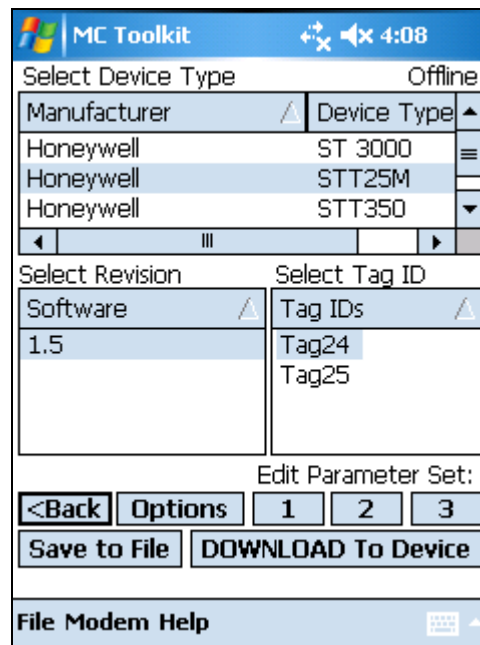 MC Toolkit 4:08
Select Device Type Offline
Manufacturer Device Type
Honeywell ST 3000
Honeywell STT25M
Honeywell STT350
Select Revision Select Tag ID
Software Tag IDs
1.5 Tag24
Tag25
Edit Parameter Set:
<Back Options 1 2 3
Save to File DOWNLOAD To Device
File Modem Help